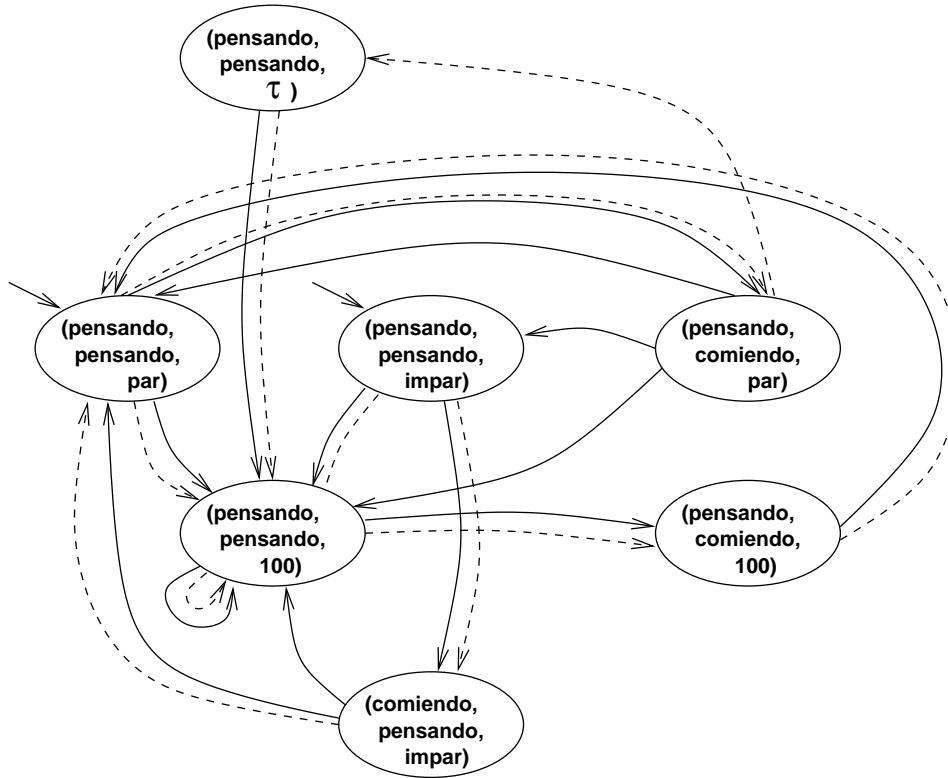 (pensando,
pensando,
τ )
(pensando,
pensando,
par)
(pensando,
pensando,
impar)
(pensando,
comiendo,
par)
(pensando,
pensando,
100)
(pensando,
comiendo,
100)
(comiendo,
pensando,
impar)